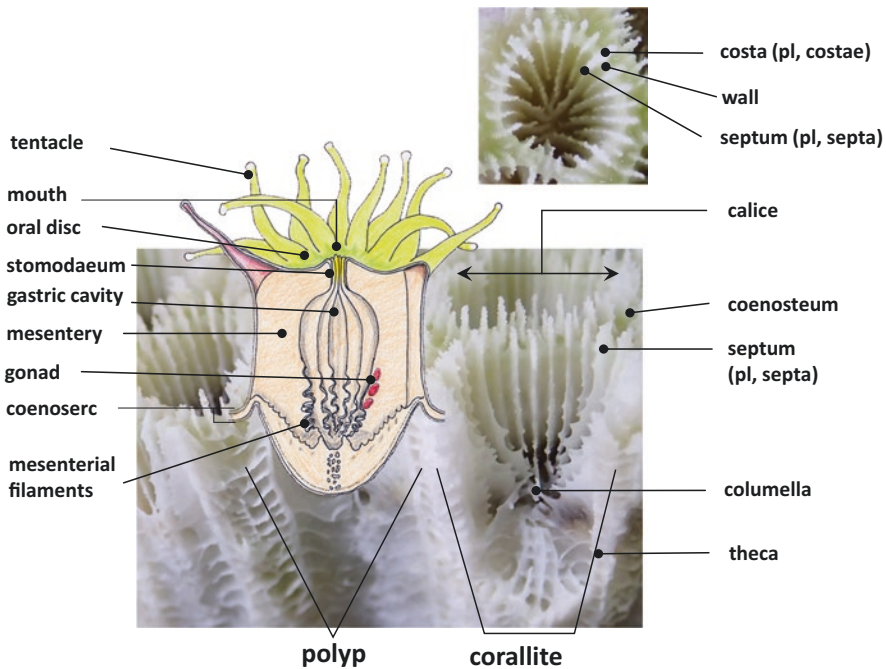 costa (pl, costae)
wall
septum (pl, septa)
tentacle
mouth
oral disc
stomodaeum
gastric cavity
mesentery
gonad
coenoserc
mesenterial
filaments
calice
coenosteum
septum
(pl, septa)
columella
theca
polyp
corallite